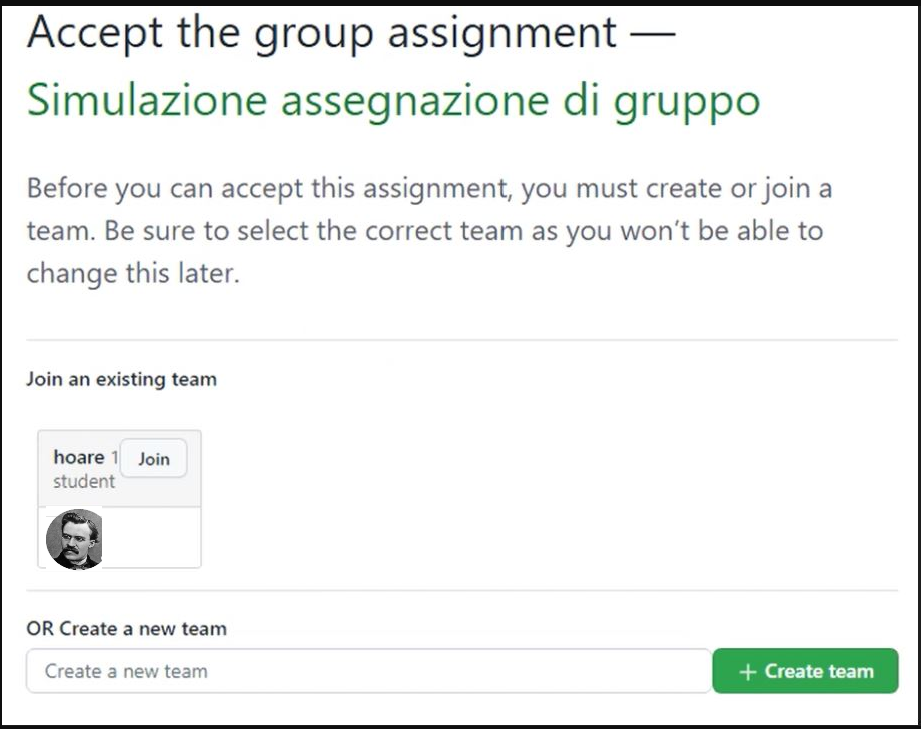 Accept the group assignment —
Simulazione assegnazione di gruppo
Before you can accept this assignment, you must create or join a
team. Be sure to select the correct team as you won’t be able to
change this later.
Join an existing team
hoare 1 Join
student
OR Create a new team
Create a new team + Create team